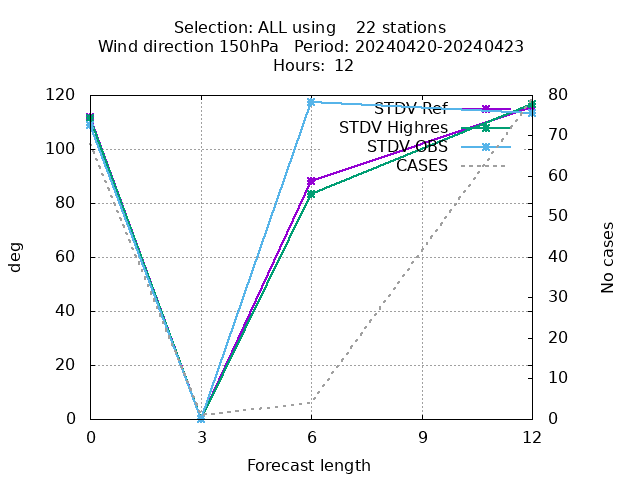 Selection: ALL using 22 stations
Wind direction 150hPa Period: 20240420-20240423
Hours: 12
STDV Ref
STDV Highres
STDV OBS
CASES
deg
No cases
120
100
80
60
40
20
0
80
70
60
50
40
30
20
10
0
0 3 6 9 12
Forecast length